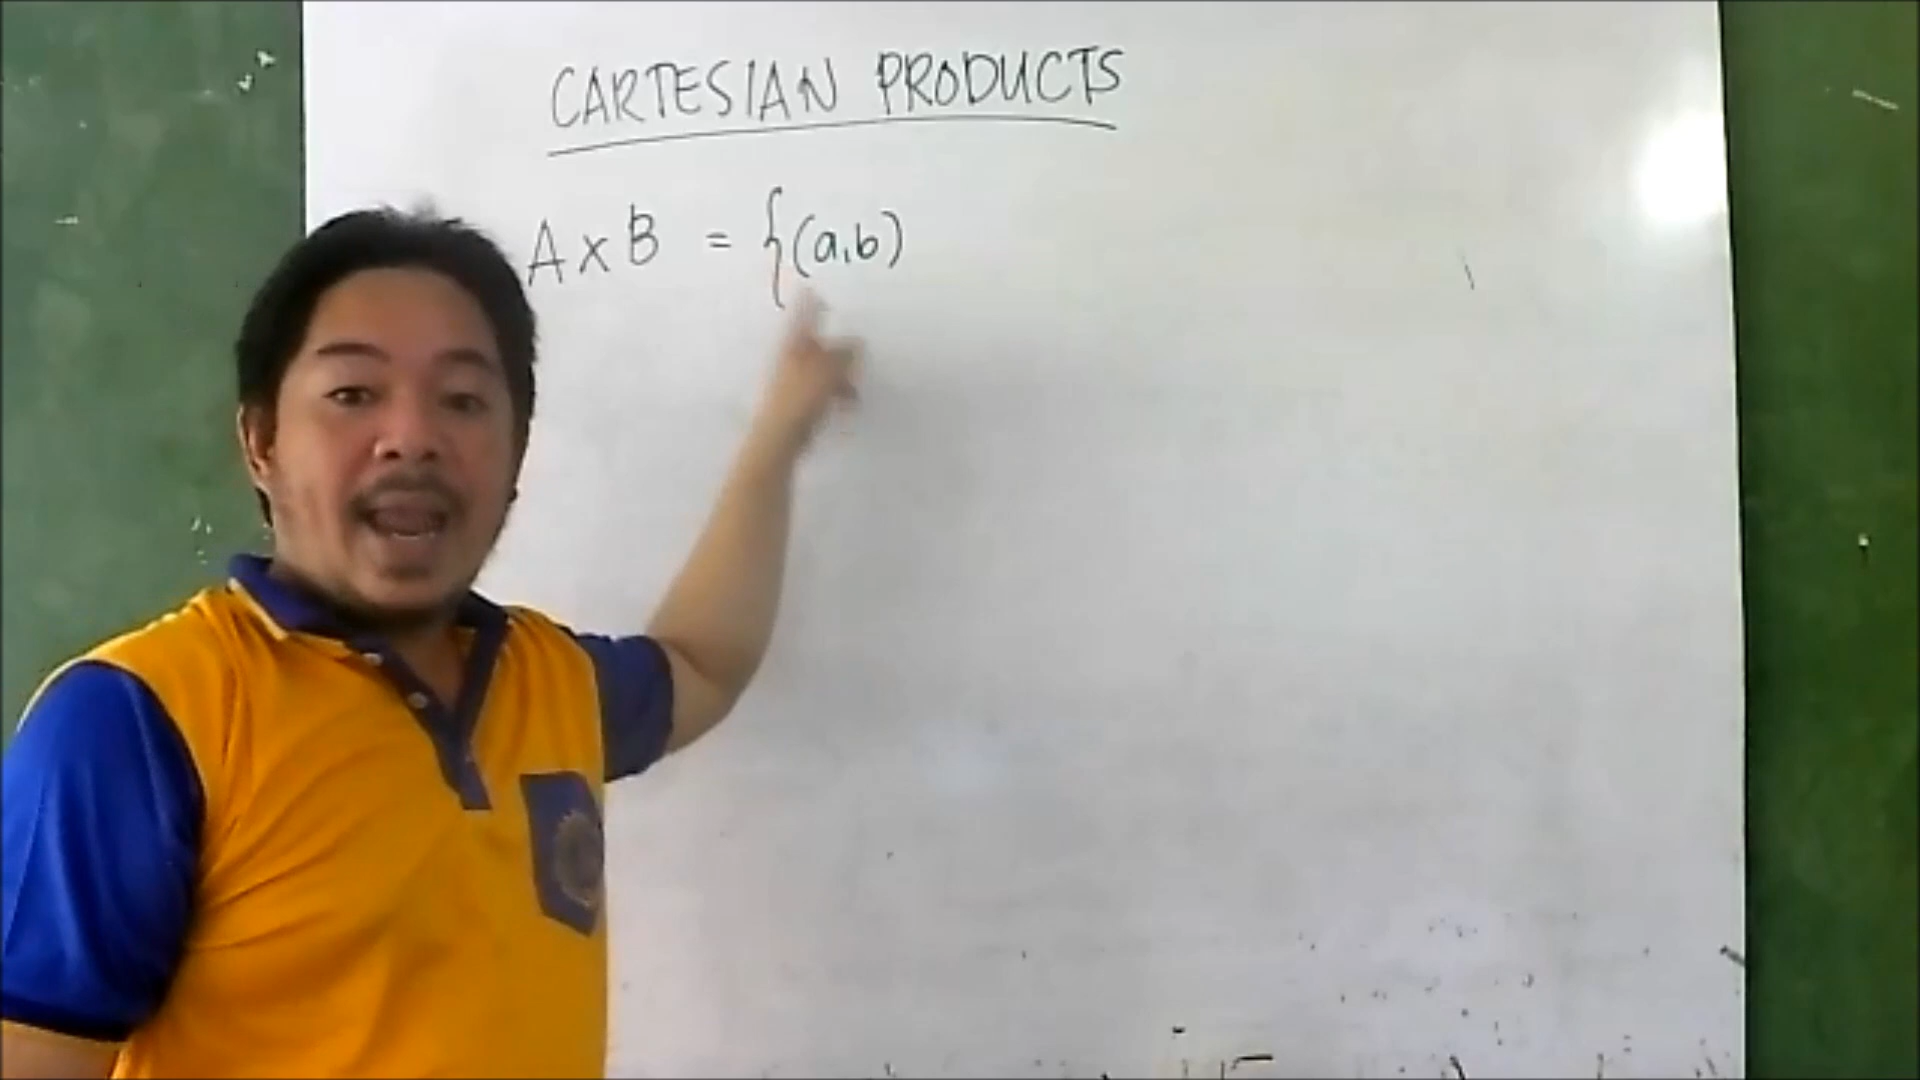 CARTESIAN PRODUCTS
A x B = {(a,b)